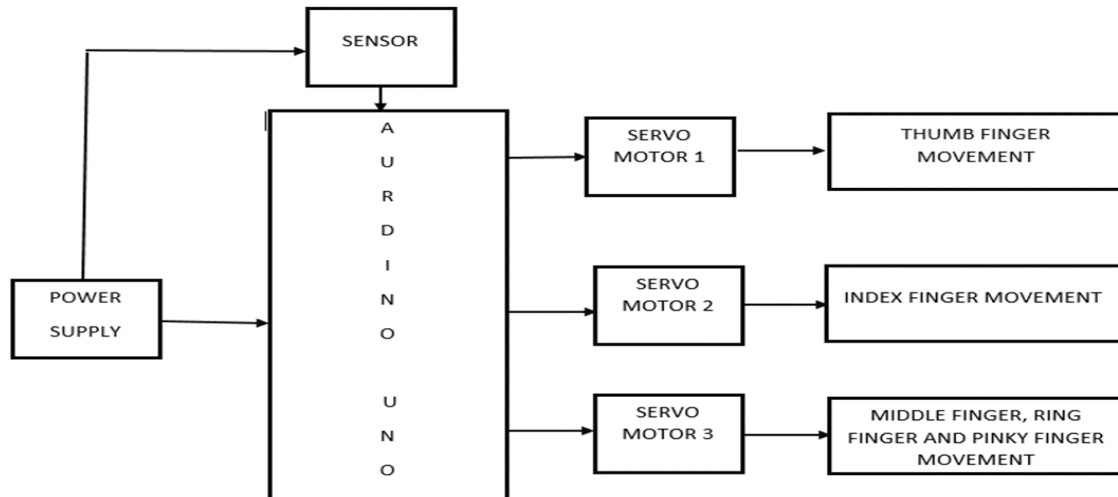 SENSOR
A
U
R
D
I
N
O
U
N
O
POWER
SUPPLY
SERVO
MOTOR 1
THUMB FINGER
MOVEMENT
SERVO
MOTOR 2
INDEX FINGER MOVEMENT
SERVO
MOTOR 3
MIDDLE FINGER, RING
FINGER AND PINKY FINGER
MOVEMENT